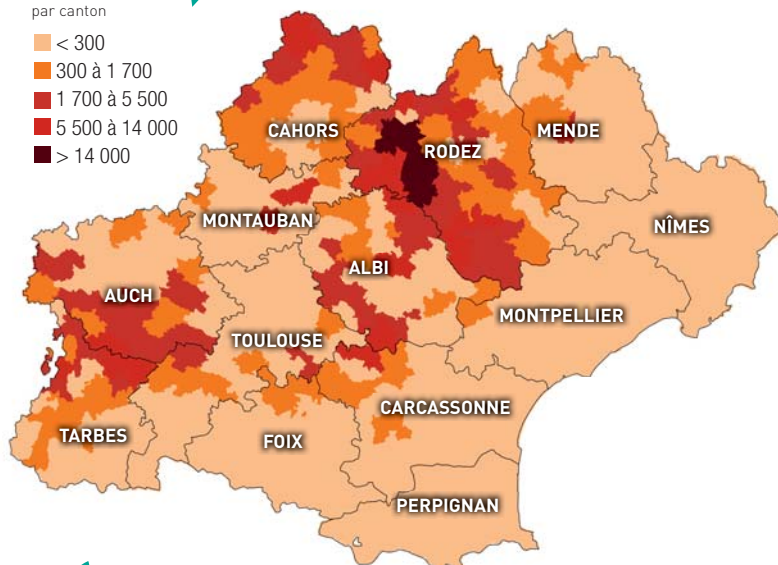 par canton
< 300
300 à 1 700
1 700 à 5 500
5 500 à 14 000
> 14 000
CAHORS
RODEZ
MENDE
MONTAUBAN
NÎMES
ALBI
AUCH
MONTPELLIER
TOULOUSE
CARCASSONNE
TARBES
FOIX
PERPIGNAN